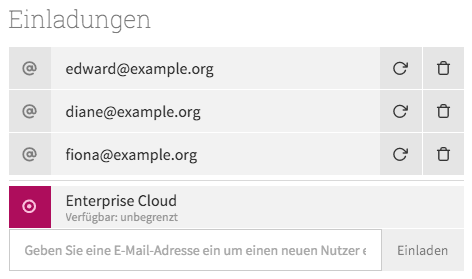 Einladungen
@ edward@example.org
@ diane@example.org
@ fiona@example.org
Enterprise Cloud
Verfügbar: unbegrenzt
Geben Sie eine E-Mail-Adresse ein um einen neuen Nutzer e
Einladen